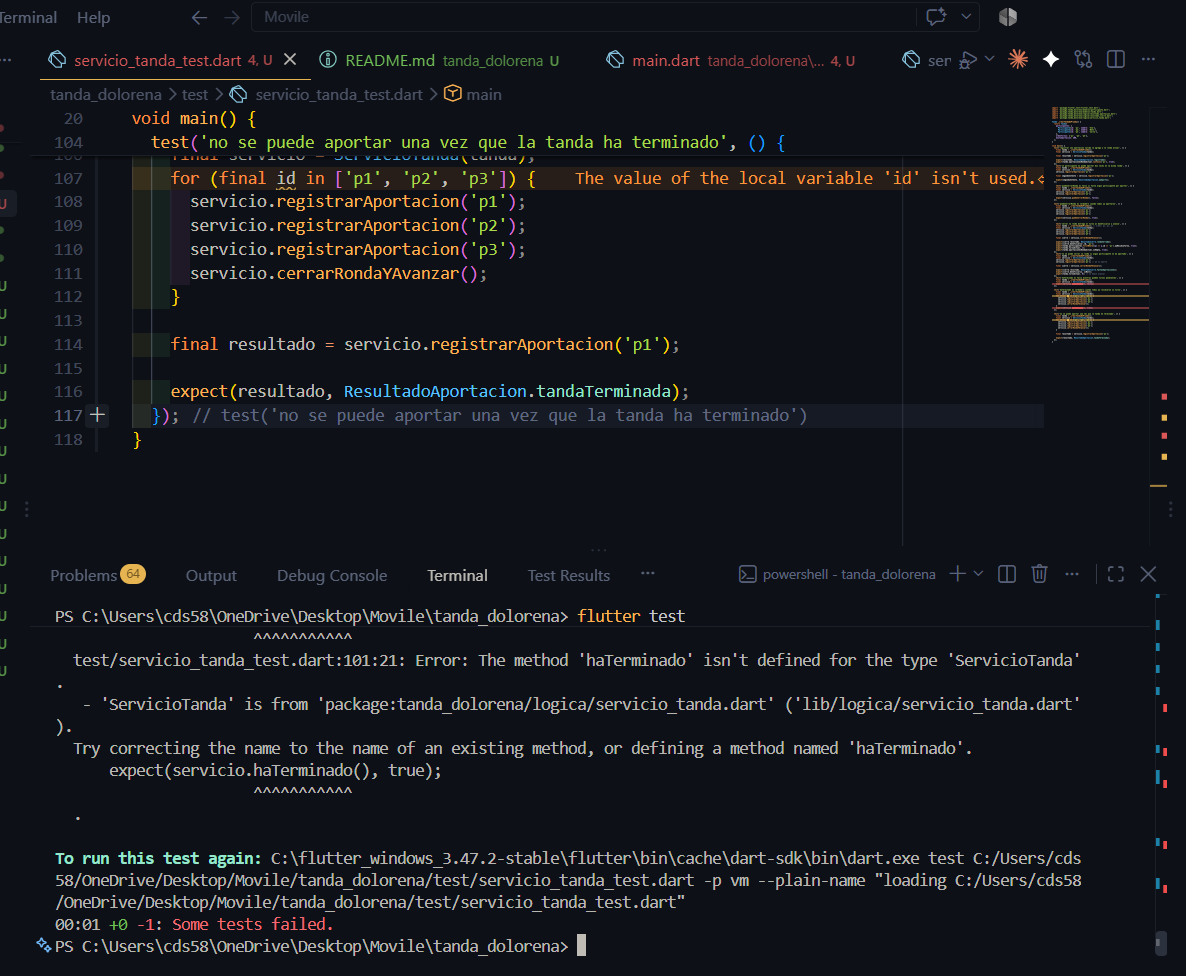 Terminal Help Movile
servicio_tanda_test.dart 4, U README.md tanda_dolorena U main.dart tanda_dolorena\... 4, U ser
tanda_dolorena > test > servicio_tanda_test.dart > main
20 void main() {
104 test('no se puede aportar una vez que la tanda ha terminado', () {
106 final servicio = ServicioTanda(tanda);
107 for (final id in ['p1', 'p2', 'p3']) { The value of the local variable 'id' isn't used.
108 servicio.registrarAportacion('p1');
109 servicio.registrarAportacion('p2');
110 servicio.registrarAportacion('p3');
111 servicio.cerrarRondaYAvanzar();
112 }
113
114 final resultado = servicio.registrarAportacion('p1');
115
116 expect(resultado, ResultadoAportacion.tandaTerminada);
117 }); // test('no se puede aportar una vez que la tanda ha terminado')
118 }
Problems 64 Output Debug Console Terminal Test Results ··· powershell - tanda_dolorena
PS C:\Users\cds58\OneDrive\Desktop\Movile\tanda_dolorena> flutter test
^^^^^^^^^^^
test/servicio_tanda_test.dart:101:21: Error: The method 'haTerminado' isn't defined for the type 'ServicioTanda'
.
- 'ServicioTanda' is from 'package:tanda_dolorena/logica/servicio_tanda.dart' ('lib/logica/servicio_tanda.dart'
).
Try correcting the name to the name of an existing method, or defining a method named 'haTerminado'.
expect(servicio.haTerminado(), true);
^^^^^^^^^^^
.
To run this test again: C:\flutter_windows_3.47.2-stable\flutter\bin\cache\dart-sdk\bin\dart.exe test C:/Users/cds
58/OneDrive/Desktop/Movile/tanda_dolorena/test/servicio_tanda_test.dart -p vm --plain-name "loading C:/Users/cds58
/OneDrive/Desktop/Movile/tanda_dolorena/test/servicio_tanda_test.dart"
00:01 +0 -1: Some tests failed.
PS C:\Users\cds58\OneDrive\Desktop\Movile\tanda_dolorena>